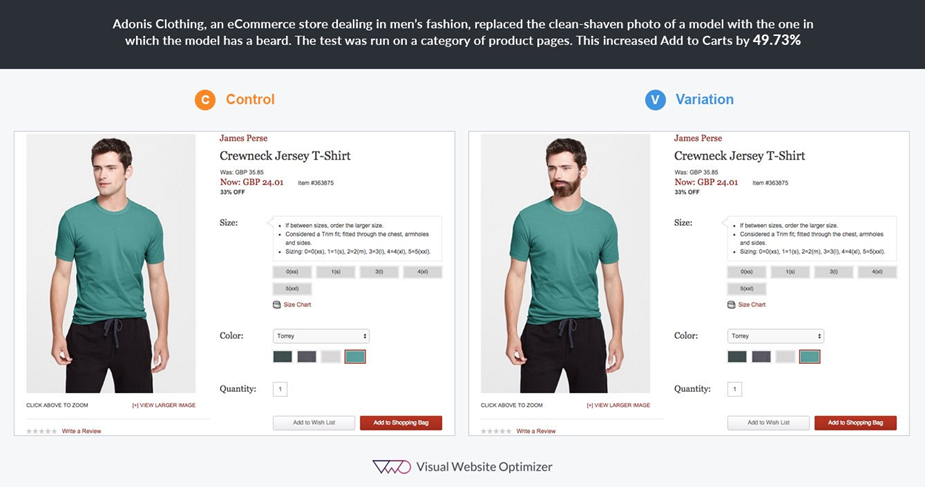 Adonis Clothing, an eCommerce store dealing in men's fashion, replaced the clean-shaven photo of a model with the one in
which the model has a beard. The test was run on a category of product pages. This increased Add to Carts by 49.73%
C Control
James Perse
Crewneck Jersey T-Shirt
Was: GBP 35.85
Now: GBP 24.01 Item #363875
33% OFF
Size:
• If between sizes, order the larger size.
• Considered a Trim fit; fitted through the chest, armholes
and sides.
• Sizing: 0=0(xs), 1=1(s), 2=2(m), 3=3(l), 4=4(xl), 5=5(xxl).
0(xs) 1(s) 3(l) 4(xl)
5(xxl)
Size Chart
Color:
Torrey
Quantity:
1
CLICK ABOVE TO ZOOM [+] VIEW LARGER IMAGE
Write a Review
Add to Wish List Add to Shopping Bag
V Variation
James Perse
Crewneck Jersey T-Shirt
Was: GBP 35.85
Now: GBP 24.01 Item #363875
33% OFF
Size:
• If between sizes, order the larger size.
• Considered a Trim fit; fitted through the chest, armholes
and sides.
• Sizing: 0=0(xs), 1=1(s), 2=2(m), 3=3(l), 4=4(xl), 5=5(xxl).
0(xs) 1(s) 3(l) 4(xl)
5(xxl)
Size Chart
Color:
Torrey
Quantity:
1
CLICK ABOVE TO ZOOM [+] VIEW LARGER IMAGE
Write a Review
Add to Wish List Add to Shopping Bag
VWO Visual Website Optimizer